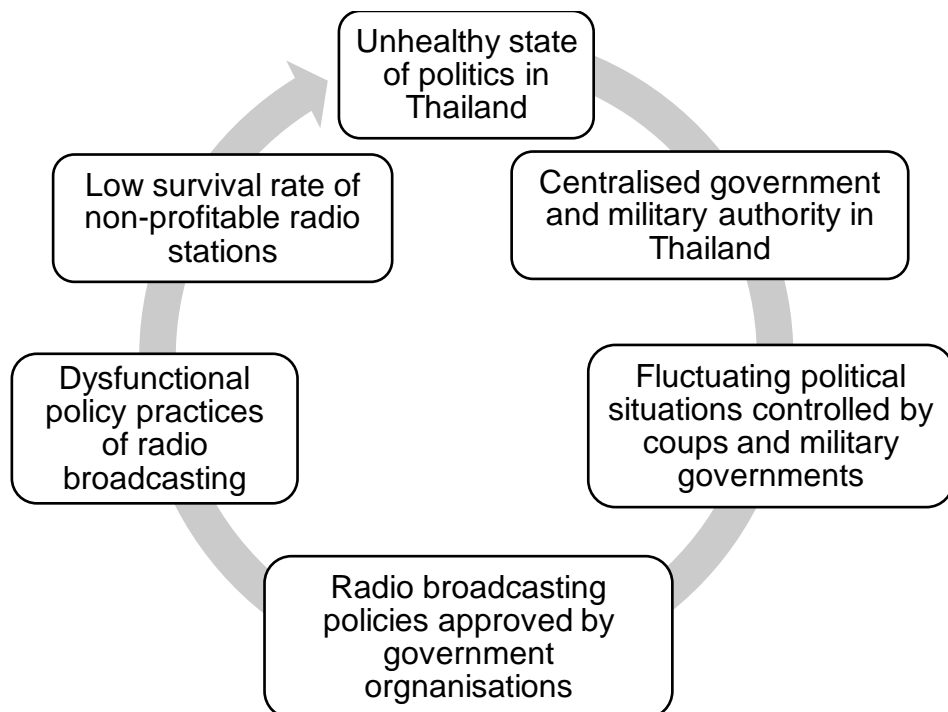 Unhealthy state
of politics in
Thailand
Centralised government
and military authority in
Thailand
Fluctuating political
situations controlled by
coups and military
governments
Radio broadcasting
policies approved by
government
orgnanisations
Dysfunctional
policy practices
of radio
broadcasting
Low survival rate of
non-profitable radio
stations